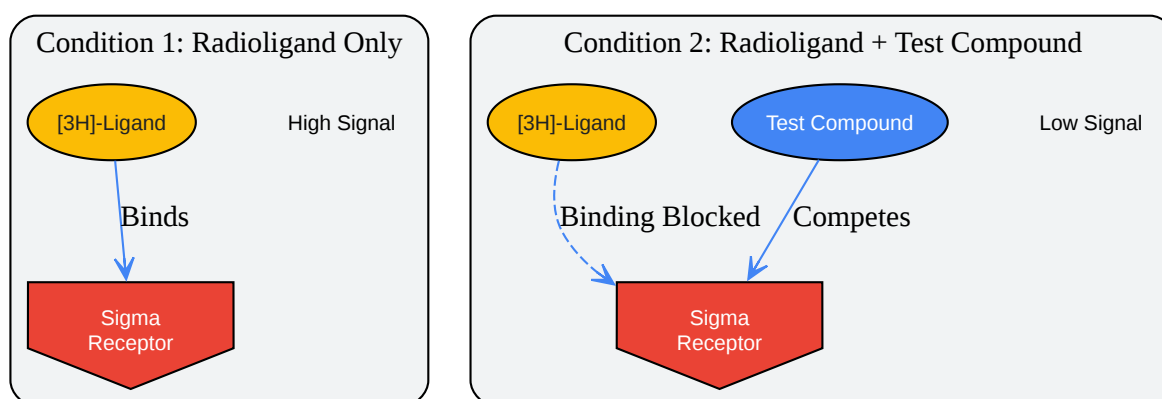 Condition 1: Radioligand Only
[3H]-Ligand
High Signal
Binds
Sigma
Receptor
Condition 2: Radioligand + Test Compound
[3H]-Ligand
Test Compound
Low Signal
Binding Blocked
Competes
Sigma
Receptor